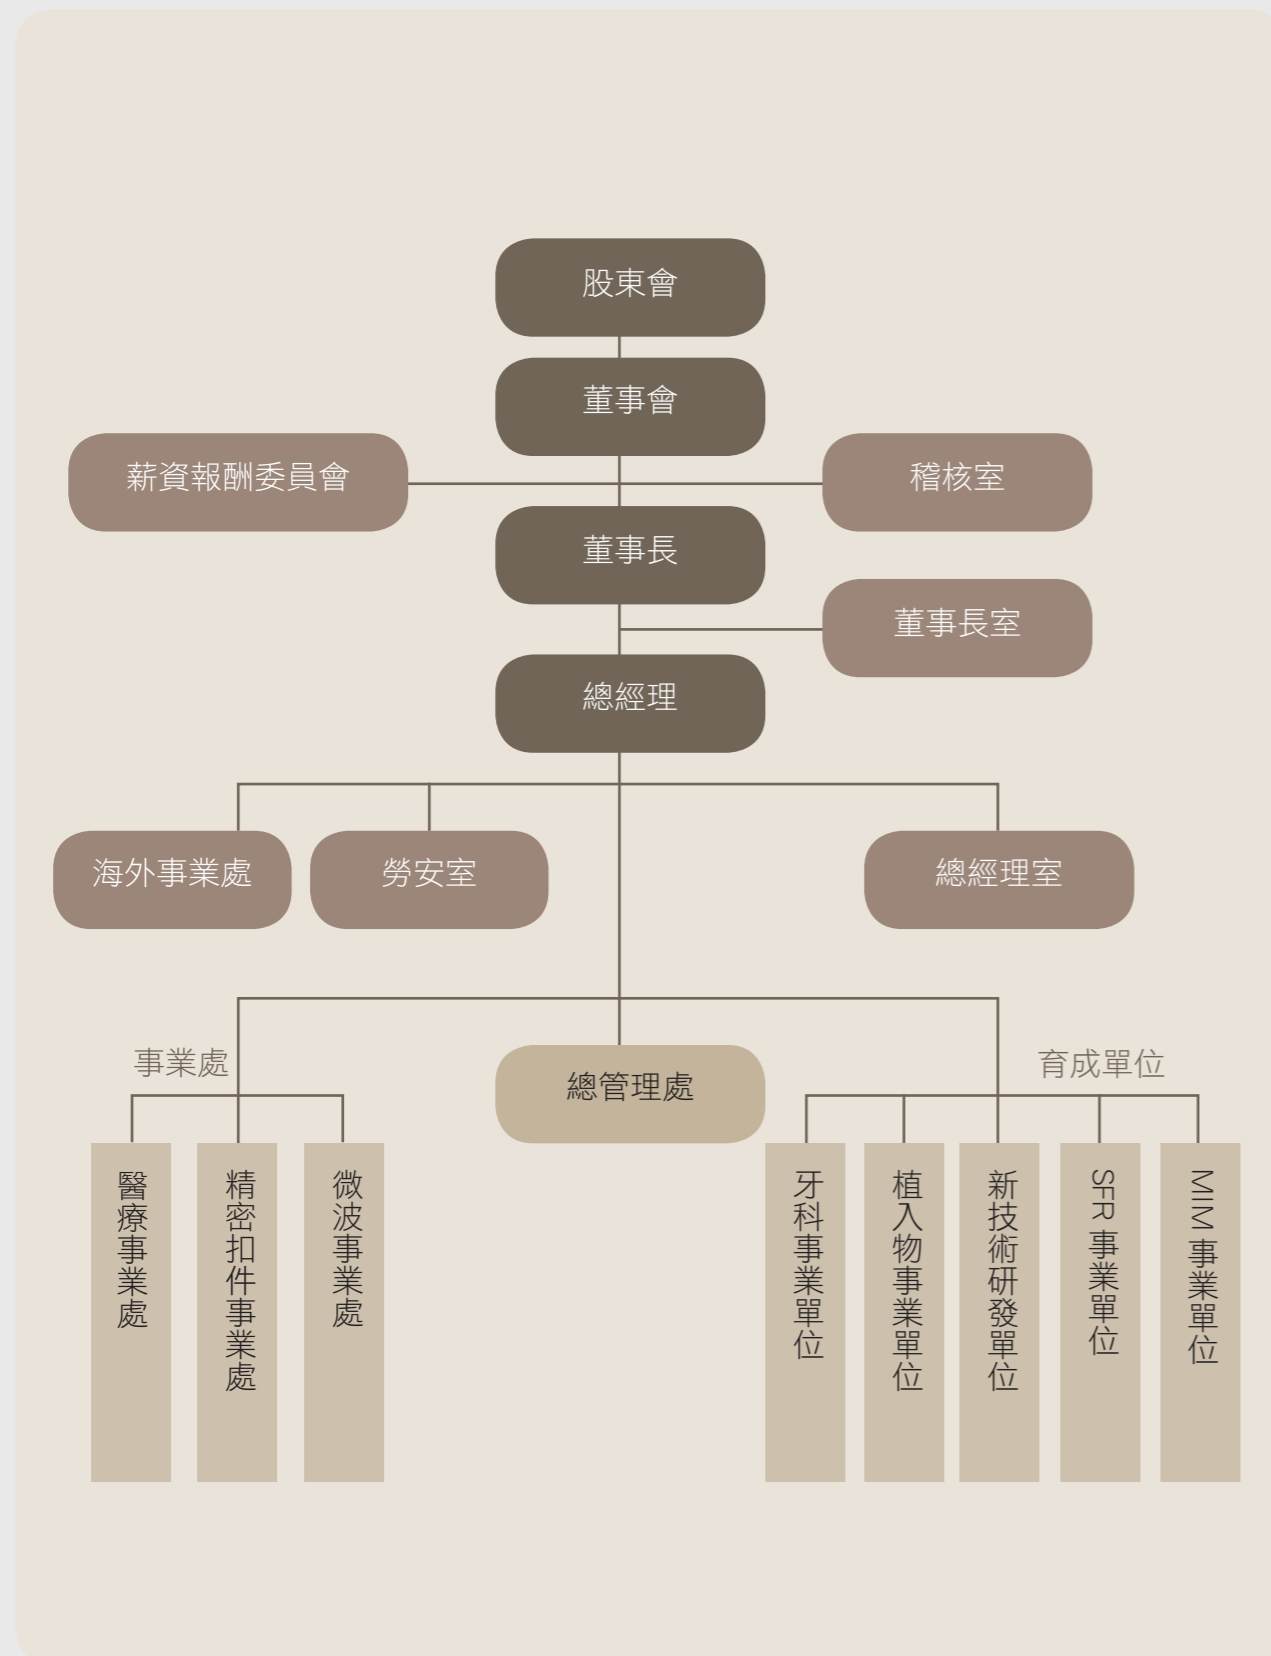 股東會
董事會
薪資報酬委員會
稽核室
董事長
董事長室
總經理
海外事業處
勞安室
總經理室
事業處
總管理處
育成單位
醫療事業處
精密扣件事業處
微波事業處
牙科事業單位
植入物事業單位
新技術研發單位
SFR 事業單位
MIM 事業單位